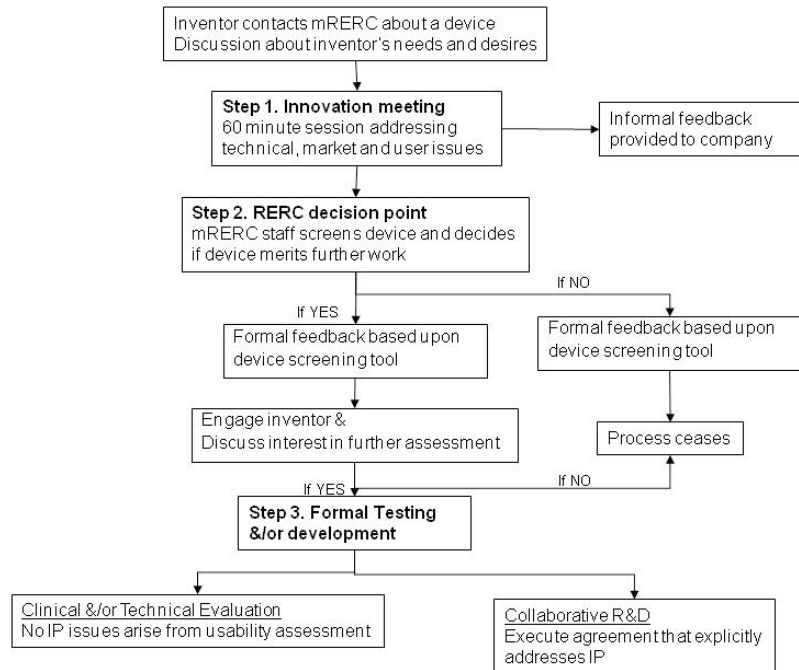 Inventor contacts mRERC about a device
Discussion about inventor's needs and desires
Step 1. Innovation meeting
60 minute session addressing
technical, market and user issues
Informal feedback
provided to company
Step 2. RERC decision point
mRERC staff screens device and decides
if device merits further work
If NO
If YES
Formal feedback based upon
device screening tool
Formal feedback based upon
device screening tool
Engage inventor &
Discuss interest in further assessment
Process ceases
If YES
If NO
Step 3. Formal Testing
&/or development
Clinical &/or Technical Evaluation
No IP issues arise from usability assessment
Collaborative R&D
Execute agreement that explicitly
addresses IP